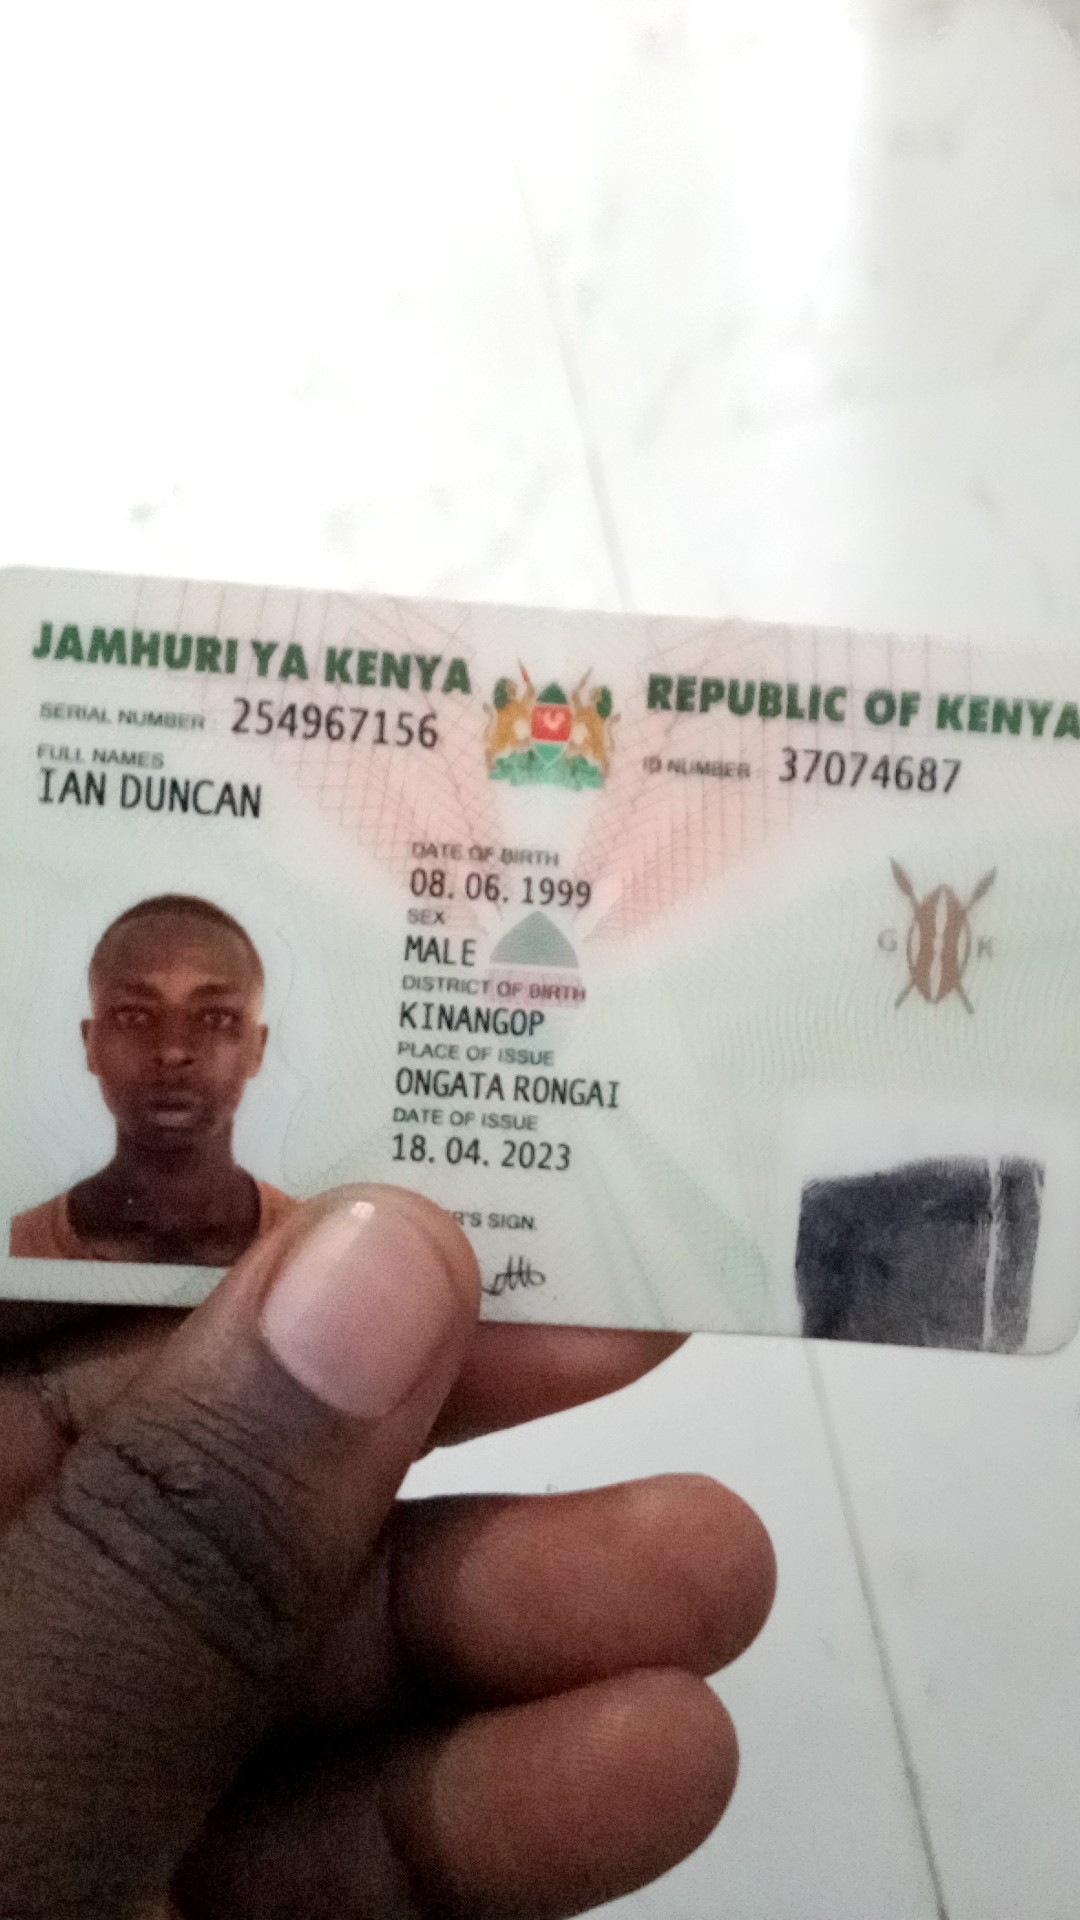 JAMHURI YA KENYA
REPUBLIC OF KENYA
SERIAL NUMBER : 254967156
ID NUMBER : 37074687
FULL NAMES
IAN DUNCAN
DATE OF BIRTH
08. 06. 1999
SEX
MALE
DISTRICT OF BIRTH
KINANGOP
PLACE OF ISSUE
ONGATA RONGAI
DATE OF ISSUE
18. 04. 2023
G K
R'S SIGN